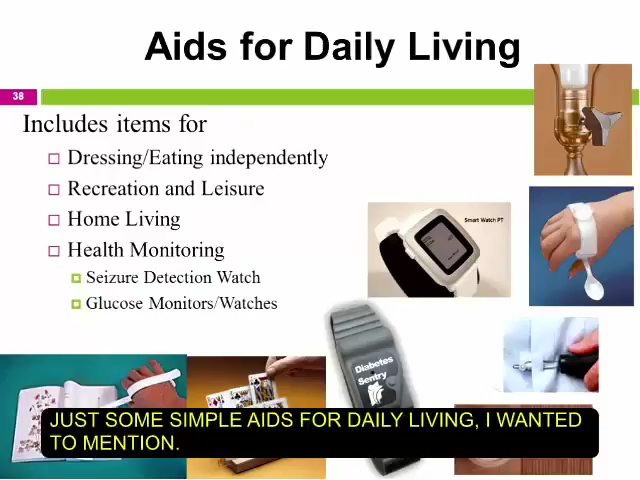 Aids for Daily Living
38
Includes items for
Dressing/Eating independently
Recreation and Leisure
Home Living
Health Monitoring
Seizure Detection Watch
Glucose Monitors/Watches
Smart Watch PT
Diabetes
Sentry
JUST SOME SIMPLE AIDS FOR DAILY LIVING, I WANTED
TO MENTION.